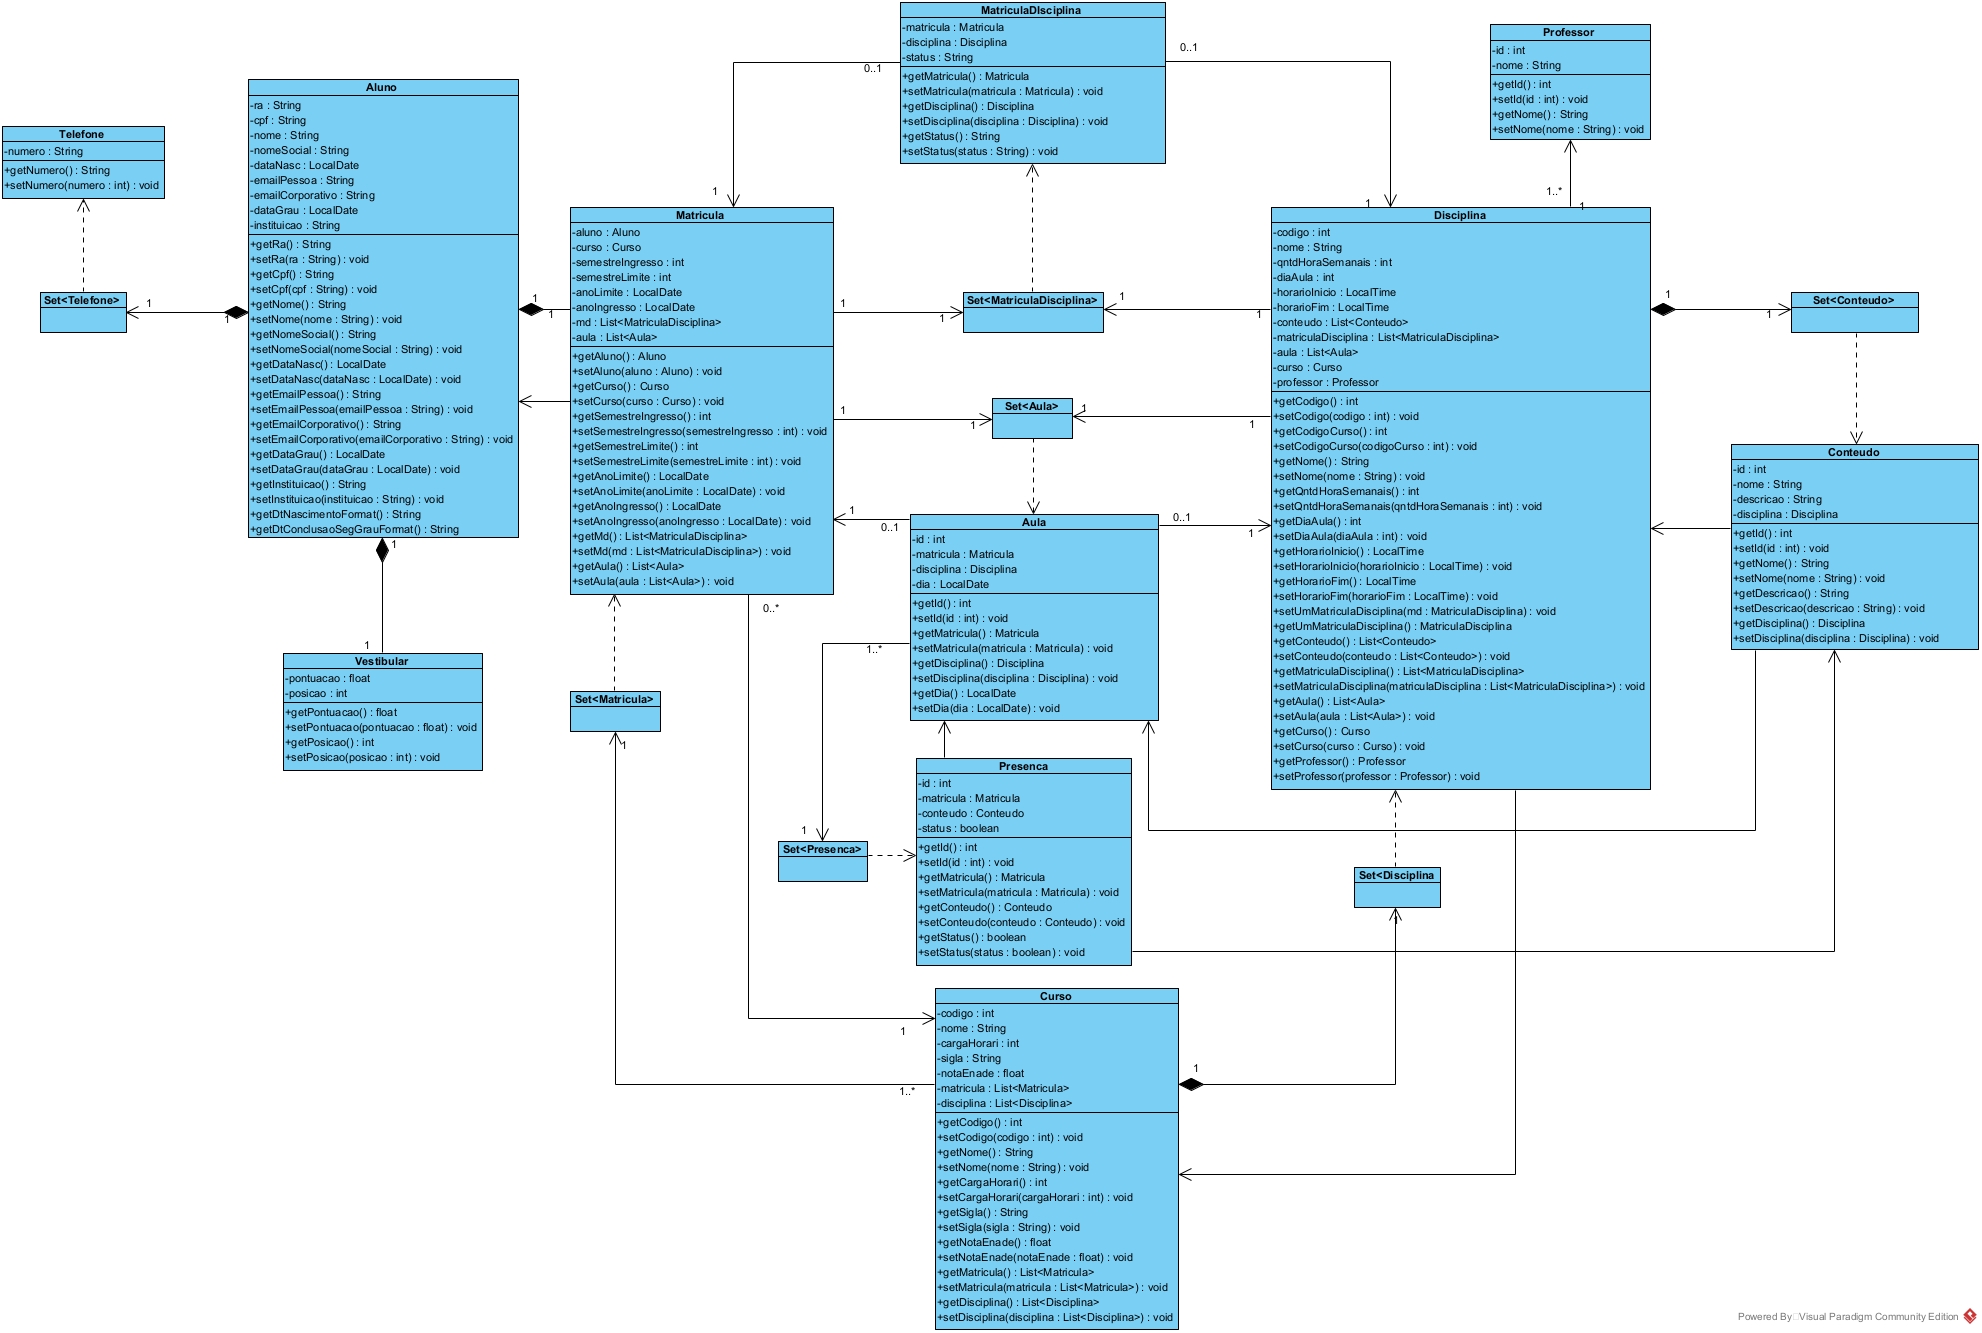 MatriculaDIsciplina
-matricula : Matricula
-disciplina : Disciplina
-status : String
+getMatricula() : Matricula
+setMatricula(matricula : Matricula) : void
+getDisciplina() : Disciplina
+setDisciplina(disciplina : Disciplina) : void
+getStatus() : String
+setStatus(status : String) : void
0..1
0..1
1
1
Professor
-id : int
-nome : String
+getId() : int
+setId(id : int) : void
+getNome() : String
+setNome(nome : String) : void
1..*
1
Aluno
-ra : String
-cpf : String
-nome : String
-nomeSocial : String
-dataNasc : LocalDate
-emailPessoa : String
-emailCorporativo : String
-dataGrau : LocalDate
-instituicao : String
+getRa() : String
+setRa(ra : String) : void
+getCpf() : String
+setCpf(cpf : String) : void
+getNome() : String
+setNome(nome : String) : void
+getNomeSocial() : String
+setNomeSocial(nomeSocial : String) : void
+getDataNasc() : LocalDate
+setDataNasc(dataNasc : LocalDate) : void
+getEmailPessoa() : String
+setEmailPessoa(emailPessoa : String) : void
+getEmailCorporativo() : String
+setEmailCorporativo(emailCorporativo : String) : void
+getDataGrau() : LocalDate
+setDataGrau(dataGrau : LocalDate) : void
+getInstituicao() : String
+setInstituicao(instituicao : String) : void
+getDtNascimentoFormat() : String
+getDtConclusaoSegGrauFormat() : String
Telefone
-numero : String
+getNumero() : String
+setNumero(numero : int) : void
Set<Telefone>
1
1
1
1
Matricula
-aluno : Aluno
-curso : Curso
-semestreIngresso : int
-semestreLimite : int
-anoLimite : LocalDate
-anoIngresso : LocalDate
-md : List<MatriculaDisciplina>
-aula : List<Aula>
+getAluno() : Aluno
+setAluno(aluno : Aluno) : void
+getCurso() : Curso
+setCurso(curso : Curso) : void
+getSemestreIngresso() : int
+setSemestreIngresso(semestreIngresso : int) : void
+getSemestreLimite() : int
+setSemestreLimite(semestreLimite : int) : void
+getAnoLimite() : LocalDate
+setAnoLimite(anoLimite : LocalDate) : void
+getAnoIngresso() : LocalDate
+setAnoIngresso(anoIngresso : LocalDate) : void
+getMd() : List<MatriculaDisciplina>
+setMd(md : List<MatriculaDisciplina>) : void
+getAula() : List<Aula>
+setAula(aula : List<Aula>) : void
1
1
Set<MatriculaDisciplina>
1
1
1
1
Set<Aula>
1
1
Disciplina
-codigo : int
-nome : String
-qntdHoraSemanais : int
-diaAula : int
-horarioInicio : LocalTime
-horarioFim : LocalTime
-conteudo : List<Conteudo>
-matriculaDisciplina : List<MatriculaDisciplina>
-aula : List<Aula>
-curso : Curso
-professor : Professor
+getCodigo() : int
+setCodigo(codigo : int) : void
+getCodigoCurso() : int
+setCodigoCurso(codigoCurso : int) : void
+getNome() : String
+setNome(nome : String) : void
+getQntdHoraSemanais() : int
+setQntdHoraSemanais(qntdHoraSemanais : int) : void
+getDiaAula() : int
+setDiaAula(diaAula : int) : void
+getHorarioInicio() : LocalTime
+setHorarioInicio(horarioInicio : LocalTime) : void
+getHorarioFim() : LocalTime
+setHorarioFim(horarioFim : LocalTime) : void
+setUmMatriculaDisciplina(md : MatriculaDisciplina) : void
+getUmMatriculaDisciplina() : MatriculaDisciplina
+getConteudo() : List<Conteudo>
+setConteudo(conteudo : List<Conteudo>) : void
+getMatriculaDisciplina() : List<MatriculaDisciplina>
+setMatriculaDisciplina(matriculaDisciplina : List<MatriculaDisciplina>) : void
+getAula() : List<Aula>
+setAula(aula : List<Aula>) : void
+getCurso() : Curso
+setCurso(curso : Curso) : void
+getProfessor() : Professor
+setProfessor(professor : Professor) : void
1
1
Set<Conteudo>
Conteudo
-id : int
-nome : String
-descricao : String
-disciplina : Disciplina
+getId() : int
+setId(id : int) : void
+getNome() : String
+setNome(nome : String) : void
+getDescricao() : String
+setDescricao(descricao : String) : void
+getDisciplina() : Disciplina
+setDisciplina(disciplina : Disciplina) : void
1
0..1
0..1
1
Aula
-id : int
-matricula : Matricula
-disciplina : Disciplina
-dia : LocalDate
+getId() : int
+setId(id : int) : void
+getMatricula() : Matricula
+setMatricula(matricula : Matricula) : void
+getDisciplina() : Disciplina
+setDisciplina(disciplina : Disciplina) : void
+getDia() : LocalDate
+setDia(dia : LocalDate) : void
1..*
0..*
1
1
Vestibular
-pontuacao : float
-posicao : int
+getPontuacao() : float
+setPontuacao(pontuacao : float) : void
+getPosicao() : int
+setPosicao(posicao : int) : void
Set<Matricula>
1
Presenca
-id : int
-matricula : Matricula
-conteudo : Conteudo
-status : boolean
+getId() : int
+setId(id : int) : void
+getMatricula() : Matricula
+setMatricula(matricula : Matricula) : void
+getConteudo() : Conteudo
+setConteudo(conteudo : Conteudo) : void
+getStatus() : boolean
+setStatus(status : boolean) : void
1
Set<Presenca>
Set<Disciplina
1
Curso
-codigo : int
-nome : String
-cargaHorari : int
-sigla : String
-notaEnade : float
-matricula : List<Matricula>
-disciplina : List<Disciplina>
+getCodigo() : int
+setCodigo(codigo : int) : void
+getNome() : String
+setNome(nome : String) : void
+getCargaHorari() : int
+setCargaHorari(cargaHorari : int) : void
+getSigla() : String
+setSigla(sigla : String) : void
+getNotaEnade() : float
+setNotaEnade(notaEnade : float) : void
+getMatricula() : List<Matricula>
+setMatricula(matricula : List<Matricula>) : void
+getDisciplina() : List<Disciplina>
+setDisciplina(disciplina : List<Disciplina>) : void
1
1..*
1
Powered By Visual Paradigm Community Edition